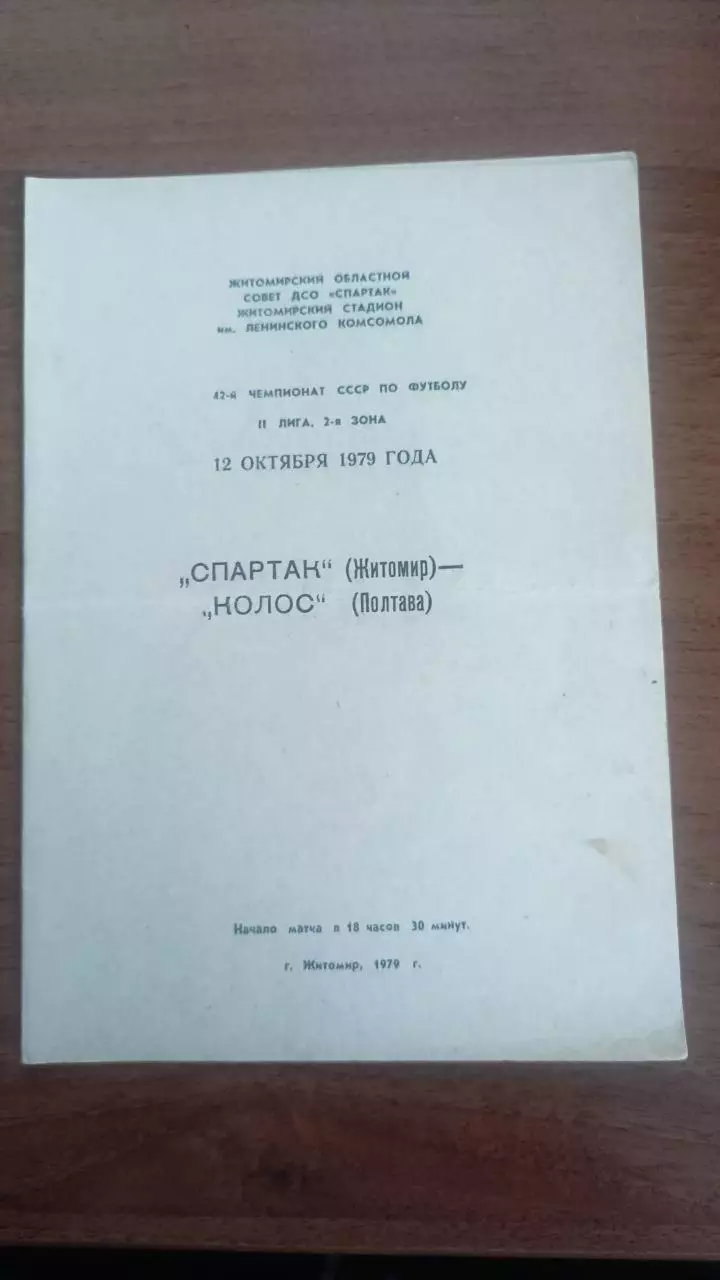 ЖИТОМИРСКИЙ ОБЛАСТНОЙ
СОВЕТ ДСО «СПАРТАК»
ЖИТОМИРСКИЙ СТАДИОН
им. ЛЕНИНСКОГО КОМСОМОЛА
42-й ЧЕМПИОНАТ СССР ПО ФУТБОЛУ
II ЛИГА, 2-я ЗОНА
12 ОКТЯБРЯ 1979 ГОДА
„СПАРТАК“ (Житомир)—
„КОЛОС“ (Полтава)
Начало матча в 18 часов 30 минут.
г. Житомир, 1979 г.